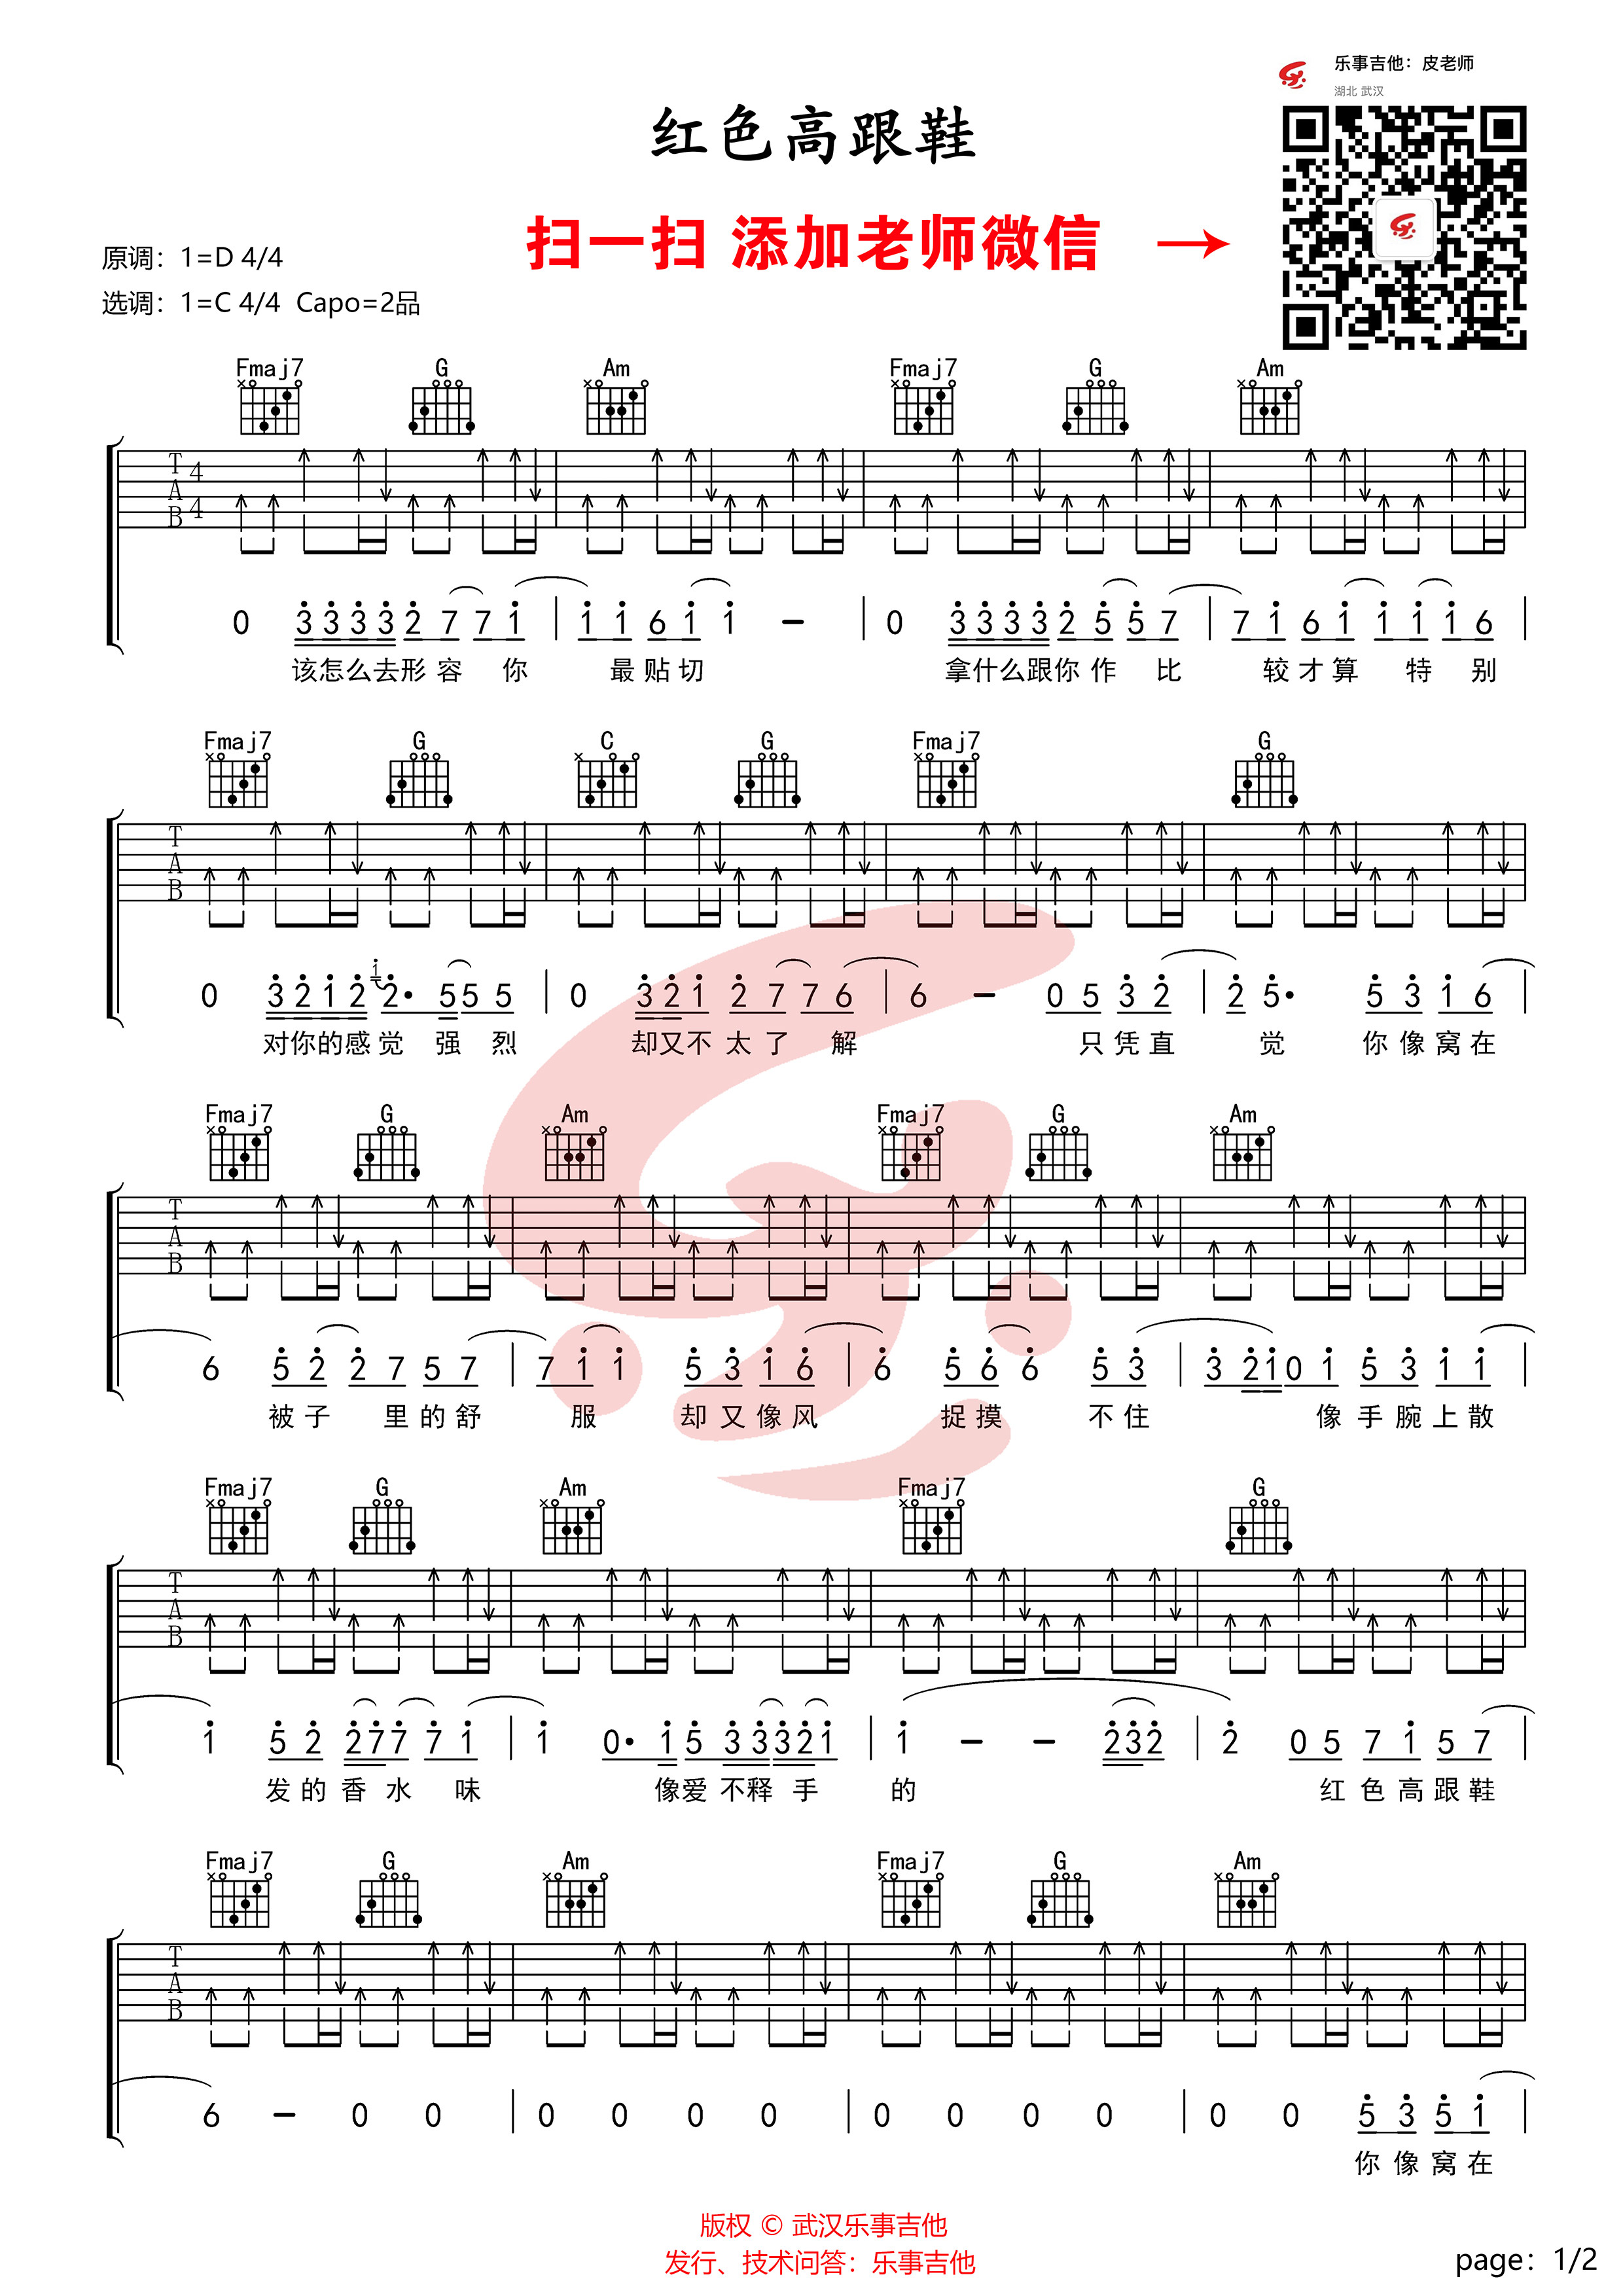 乐事吉他：皮老师
湖北 武汉
红色高跟鞋
扫一扫 添加老师微信 →
原调：1=D 4/4
选调：1=C 4/4 Capo=2品
Fmaj7 G Am Fmaj7 G Am
T A B 4 4
0 3 3 3 3 2 7 7 1 | 1 1 6 1 1 - | 0 3 3 3 3 2 5 5 7 | 7 1 6 1 1 1 1 6 |
该怎么去形容你 最贴切 拿什么跟你作比 较才算特别
Fmaj7 G C G Fmaj7 G
T A B
0 3 2 1 2 1 2· 5 5 5 | 0 3 2 1 2 7 7 6 | 6 - 0 5 3 2 | 2 5· 5 3 1 6 |
对你的感觉强烈 却又不太了解 只凭直 觉 你像窝在
Fmaj7 G Am Fmaj7 G Am
T A B
6 5 2 2 7 5 7 | 7 1 1 5 3 1 6 | 6 5 6 6 5 3 | 3 2 1 0 1 5 3 1 1 |
被子里的舒 服 却又像风 捉摸不住 像手腕上散
Fmaj7 G Am Fmaj7 G
T A B
1 5 2 2 7 7 7 1 | 1 0· 1 5 3 3 3 2 1 | 1 - - 2 3 2 | 2 0 5 7 1 5 7 |
发的香水味 像爱不释手 的 红色高跟鞋
Fmaj7 G Am Fmaj7 G Am
T A B
6 - 0 0 | 0 0 0 0 | 0 0 0 0 | 0 0 5 3 5 1 |
你像窝在
版权 © 武汉乐事吉他
发行、技术问答：乐事吉他
page：1/2